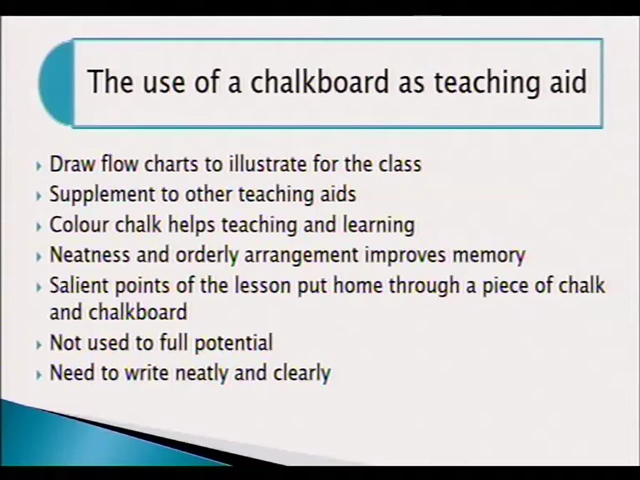 The use of a chalkboard as teaching aid
Draw flow charts to illustrate for the class
Supplement to other teaching aids
Colour chalk helps teaching and learning
Neatness and orderly arrangement improves memory
Salient points of the lesson put home through a piece of chalk
and chalkboard
Not used to full potential
Need to write neatly and clearly